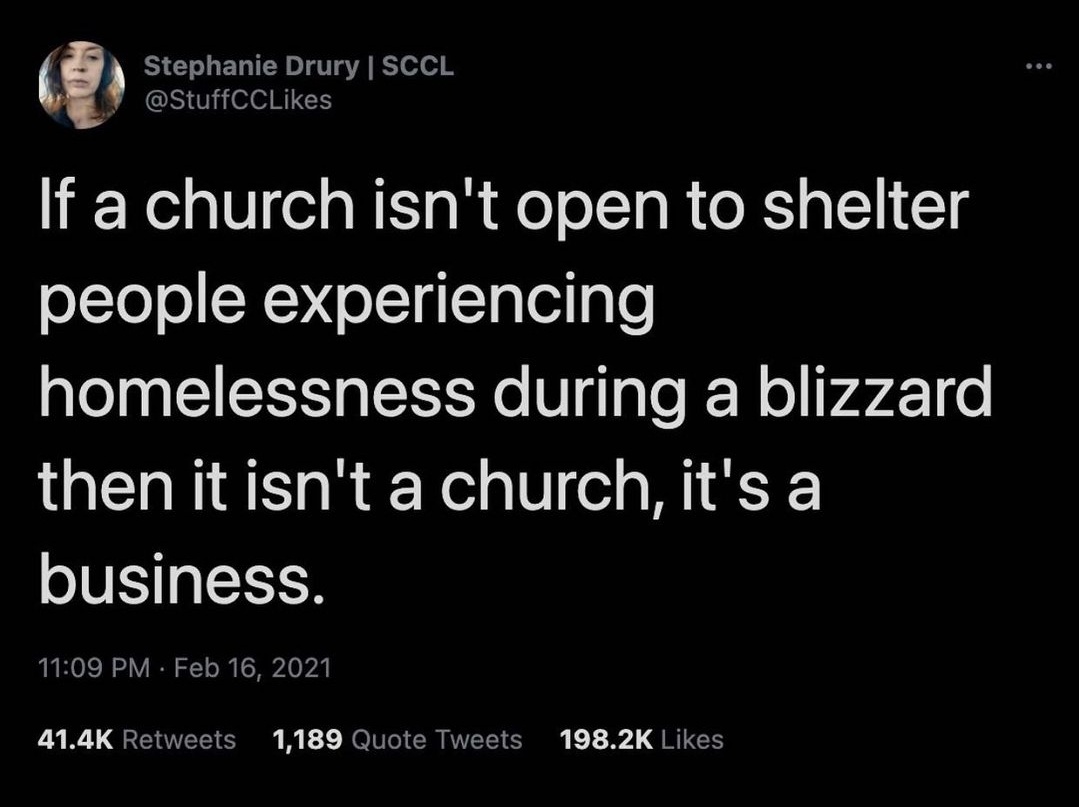 Stephanie Drury | SCCL
@StuffCCLikes
...
If a church isn't open to shelter
people experiencing
homelessness during a blizzard
then it isn't a church, it's a
business.
11:09 PM · Feb 16, 2021
41.4K Retweets 1,189 Quote Tweets 198.2K Likes